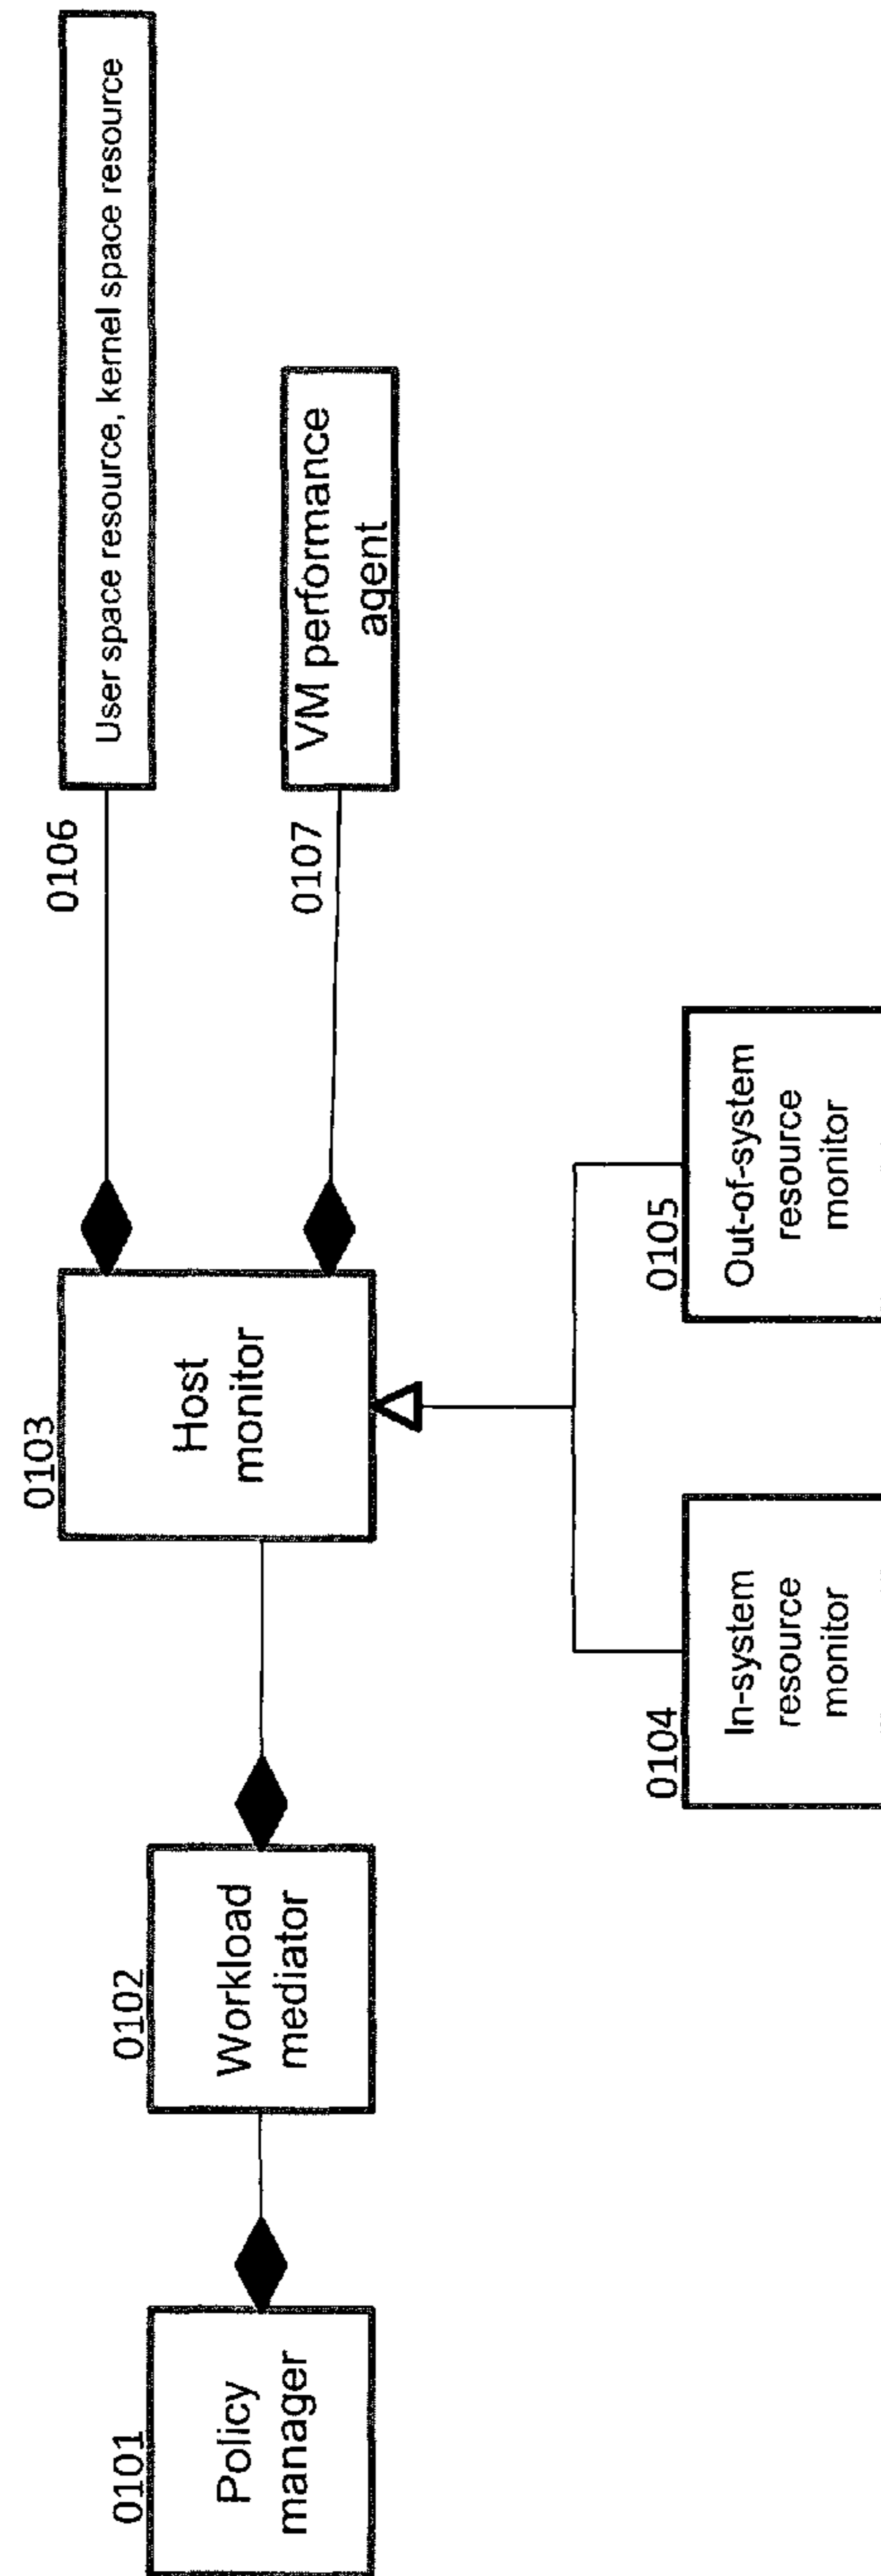 0101
Policy
manager
0102
Workload
mediator
0103
Host
monitor
0106
User space resource, kernel space resource
0107
VM performance
agent
0104
In-system
resource
monitor
0105
Out-of-system
resource
monitor